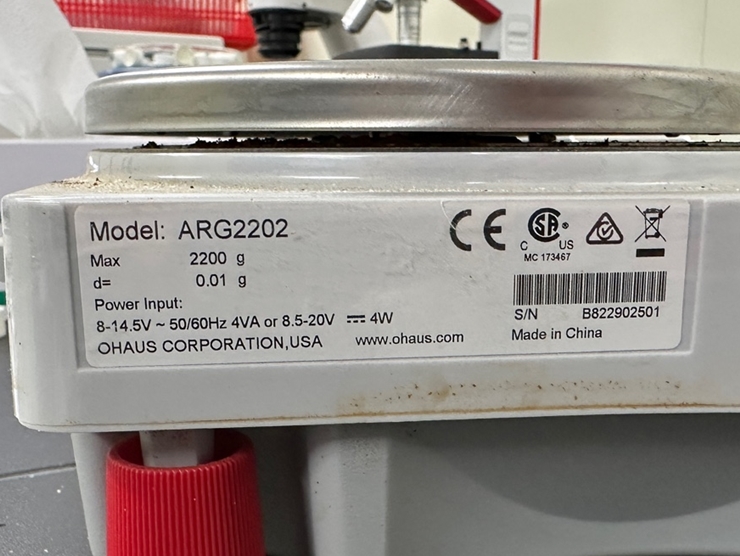 Model: ARG2202
Max 2200 g
d= 0.01 g
Power Input:
8-14.5V ~ 50/60Hz 4VA or 8.5-20V ⎓ 4W
OHAUS CORPORATION,USA www.ohaus.com
CE
SA ®
C US
MC 173467
S/N B822902501
Made in China